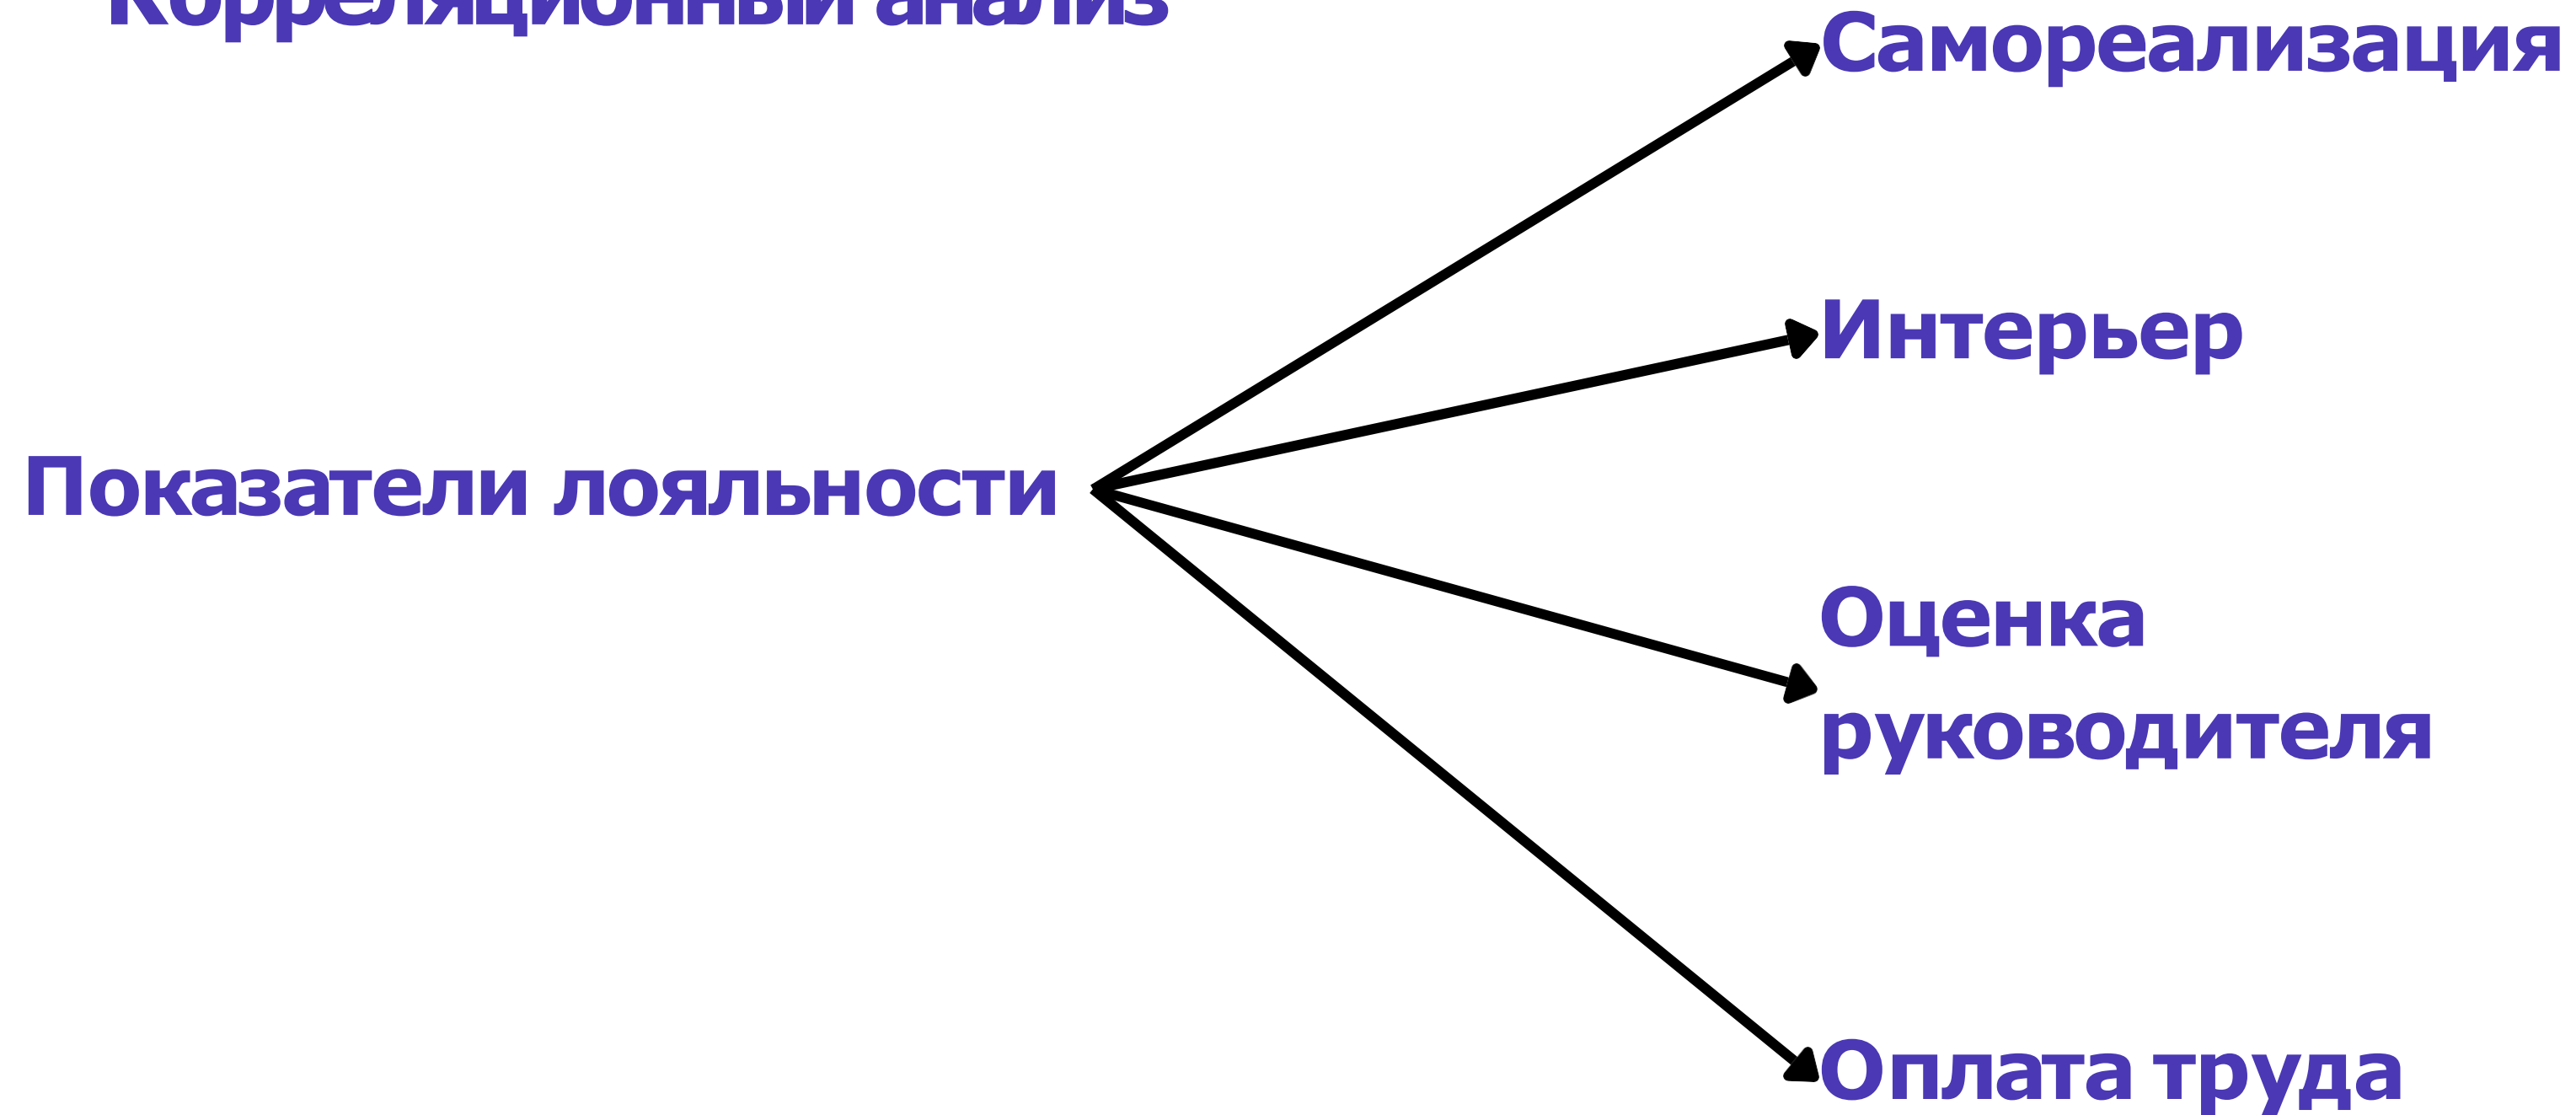 Корреляционный анализ
Самореализация
Интерьер
Показатели лояльности
Оценка
руководителя
Оплата труда